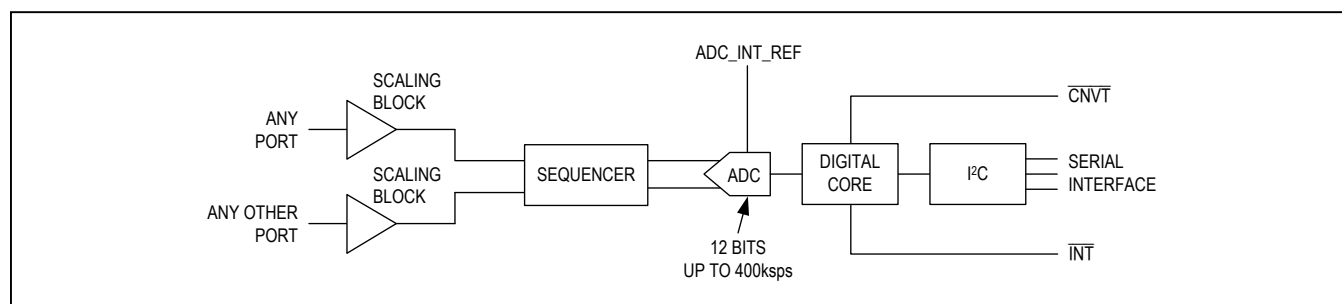 ADC_INT_REF
SCALING
BLOCK
CNVT
ANY
PORT
SEQUENCER
ADC
DIGITAL
CORE
I²C
SERIAL
INTERFACE
SCALING
BLOCK
ANY OTHER
PORT
12 BITS
UP TO 400ksps
INT